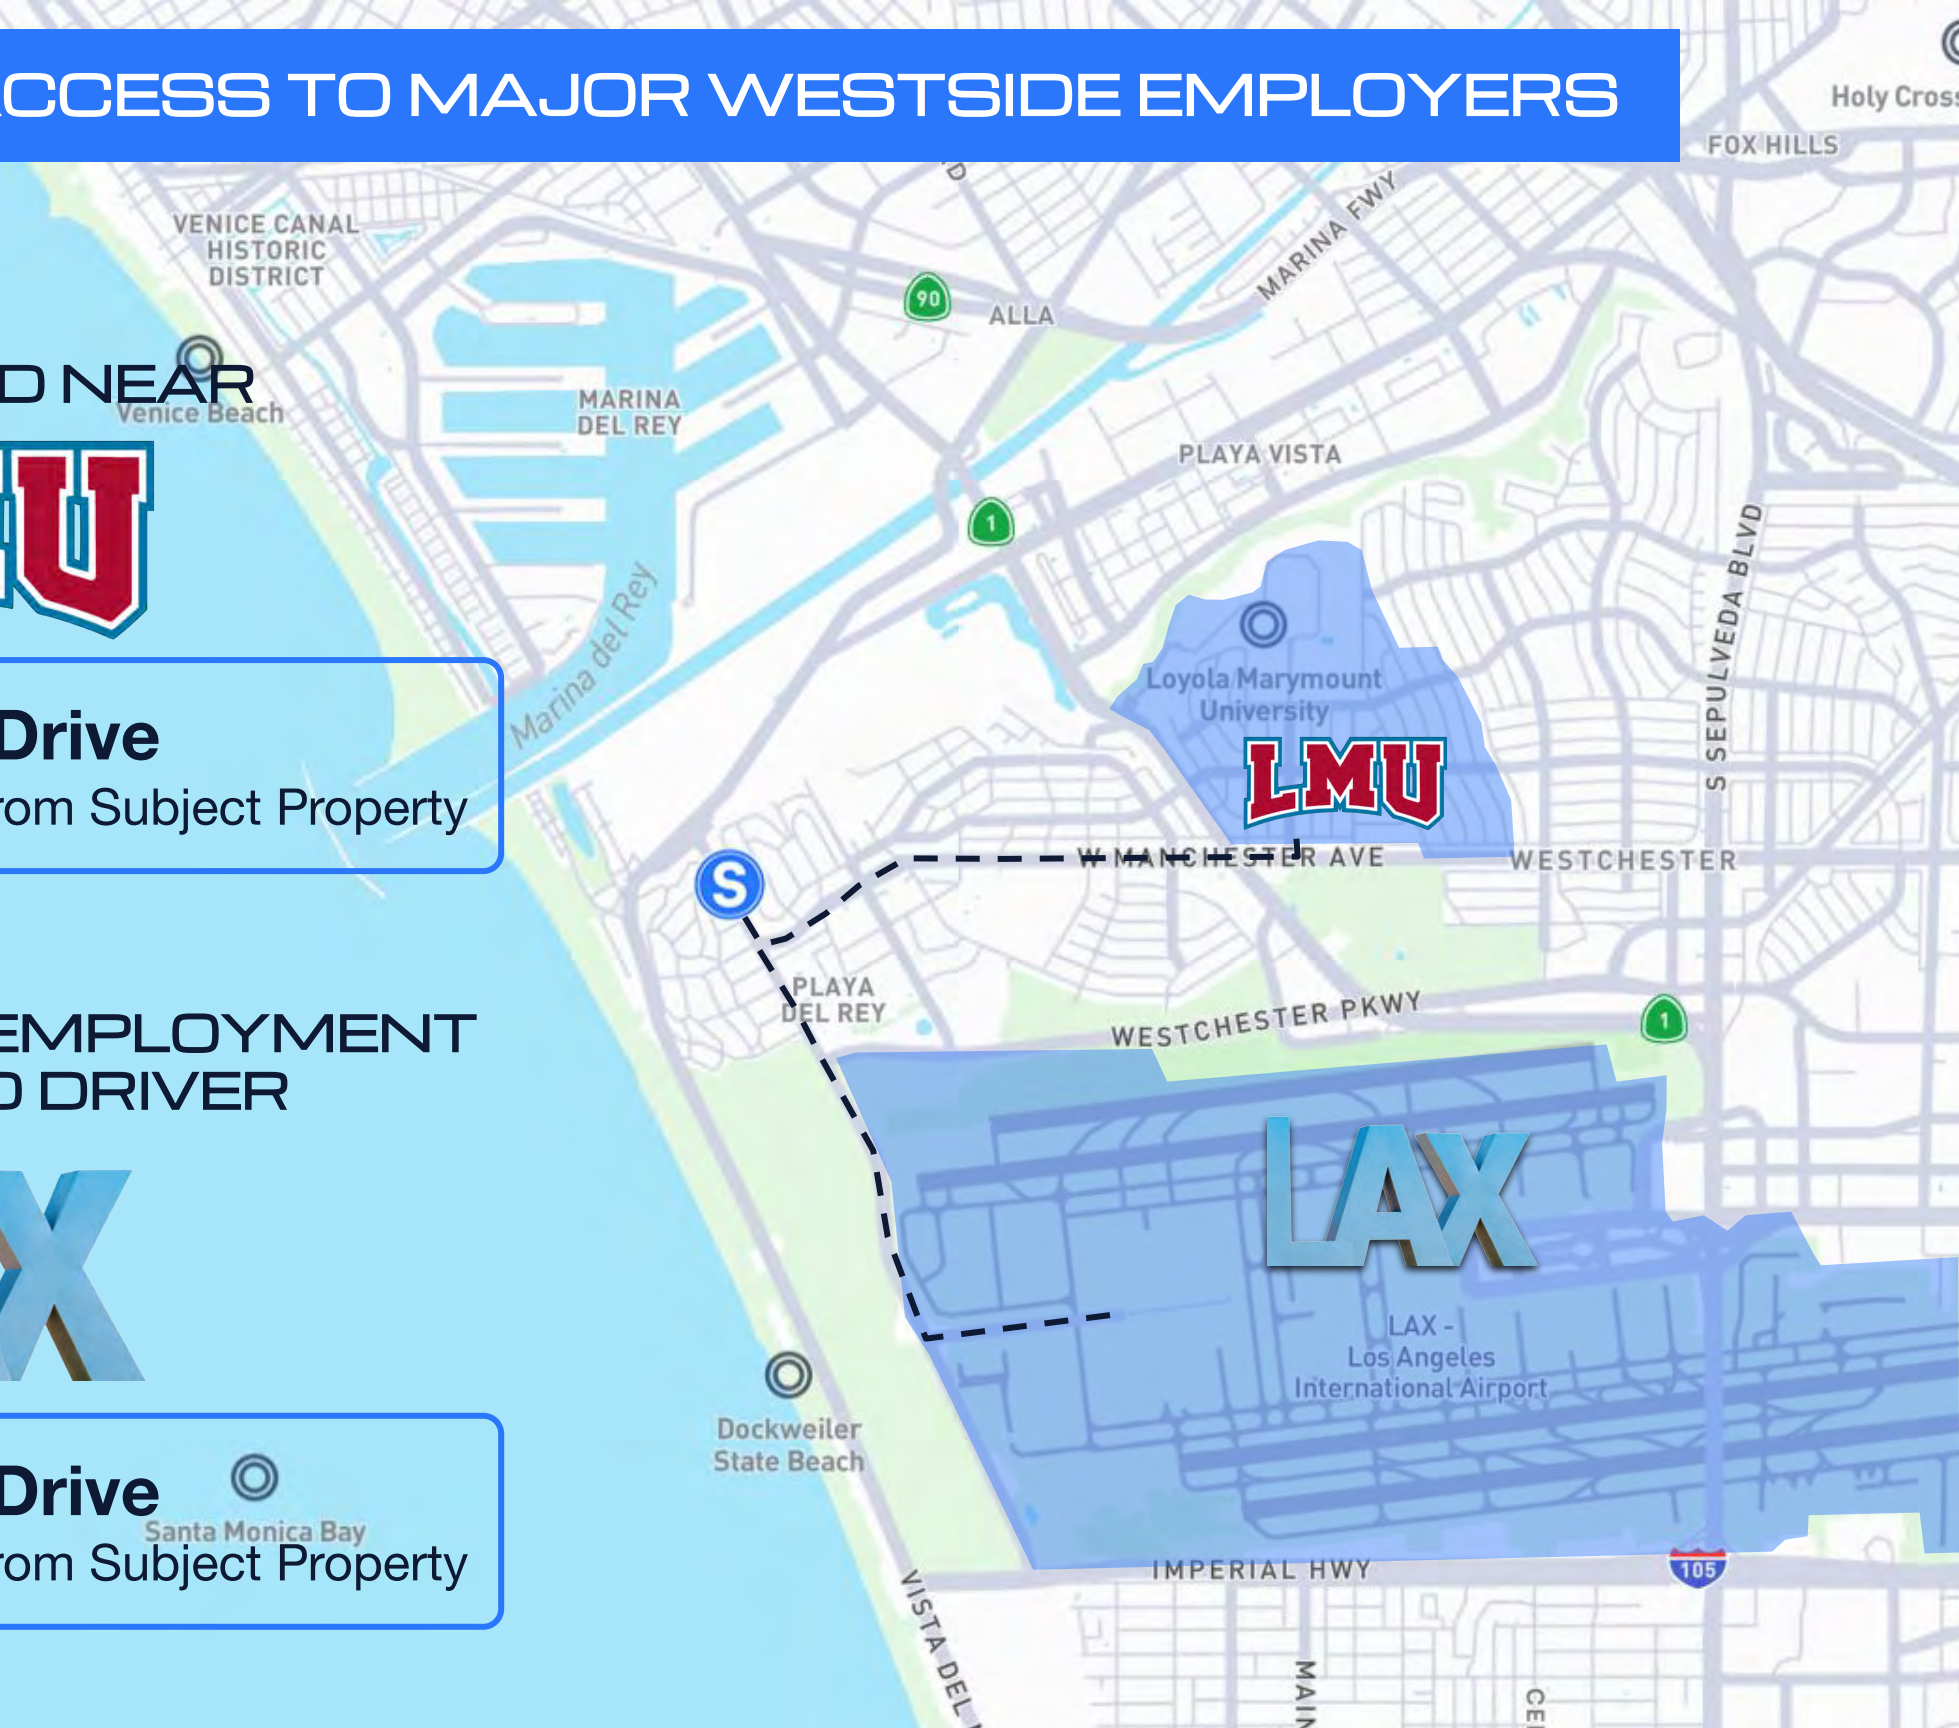 CCESS TO MAJOR WESTSIDE EMPLOYERS
Holy Cross
FOX HILLS
VENICE CANAL
HISTORIC
DISTRICT
MARINA FWY
90
ALLA
D NEAR
Venice Beach
MARINA
DEL REY
PLAYA VISTA
U
1
S SEPULVEDA BLVD
Marina del Rey
Loyola Marymount
University
LMU
Drive
rom Subject Property
W MANCHESTER AVE
WESTCHESTER
S
PLAYA
DEL REY
WESTCHESTER PKWY
1
EMPLOYMENT
D DRIVER
LAX
X
LAX -
Los Angeles
International Airport
Dockweiler
State Beach
Drive
Santa Monica Bay
rom Subject Property
IMPERIAL HWY
105
VISTA DEL
MAIN